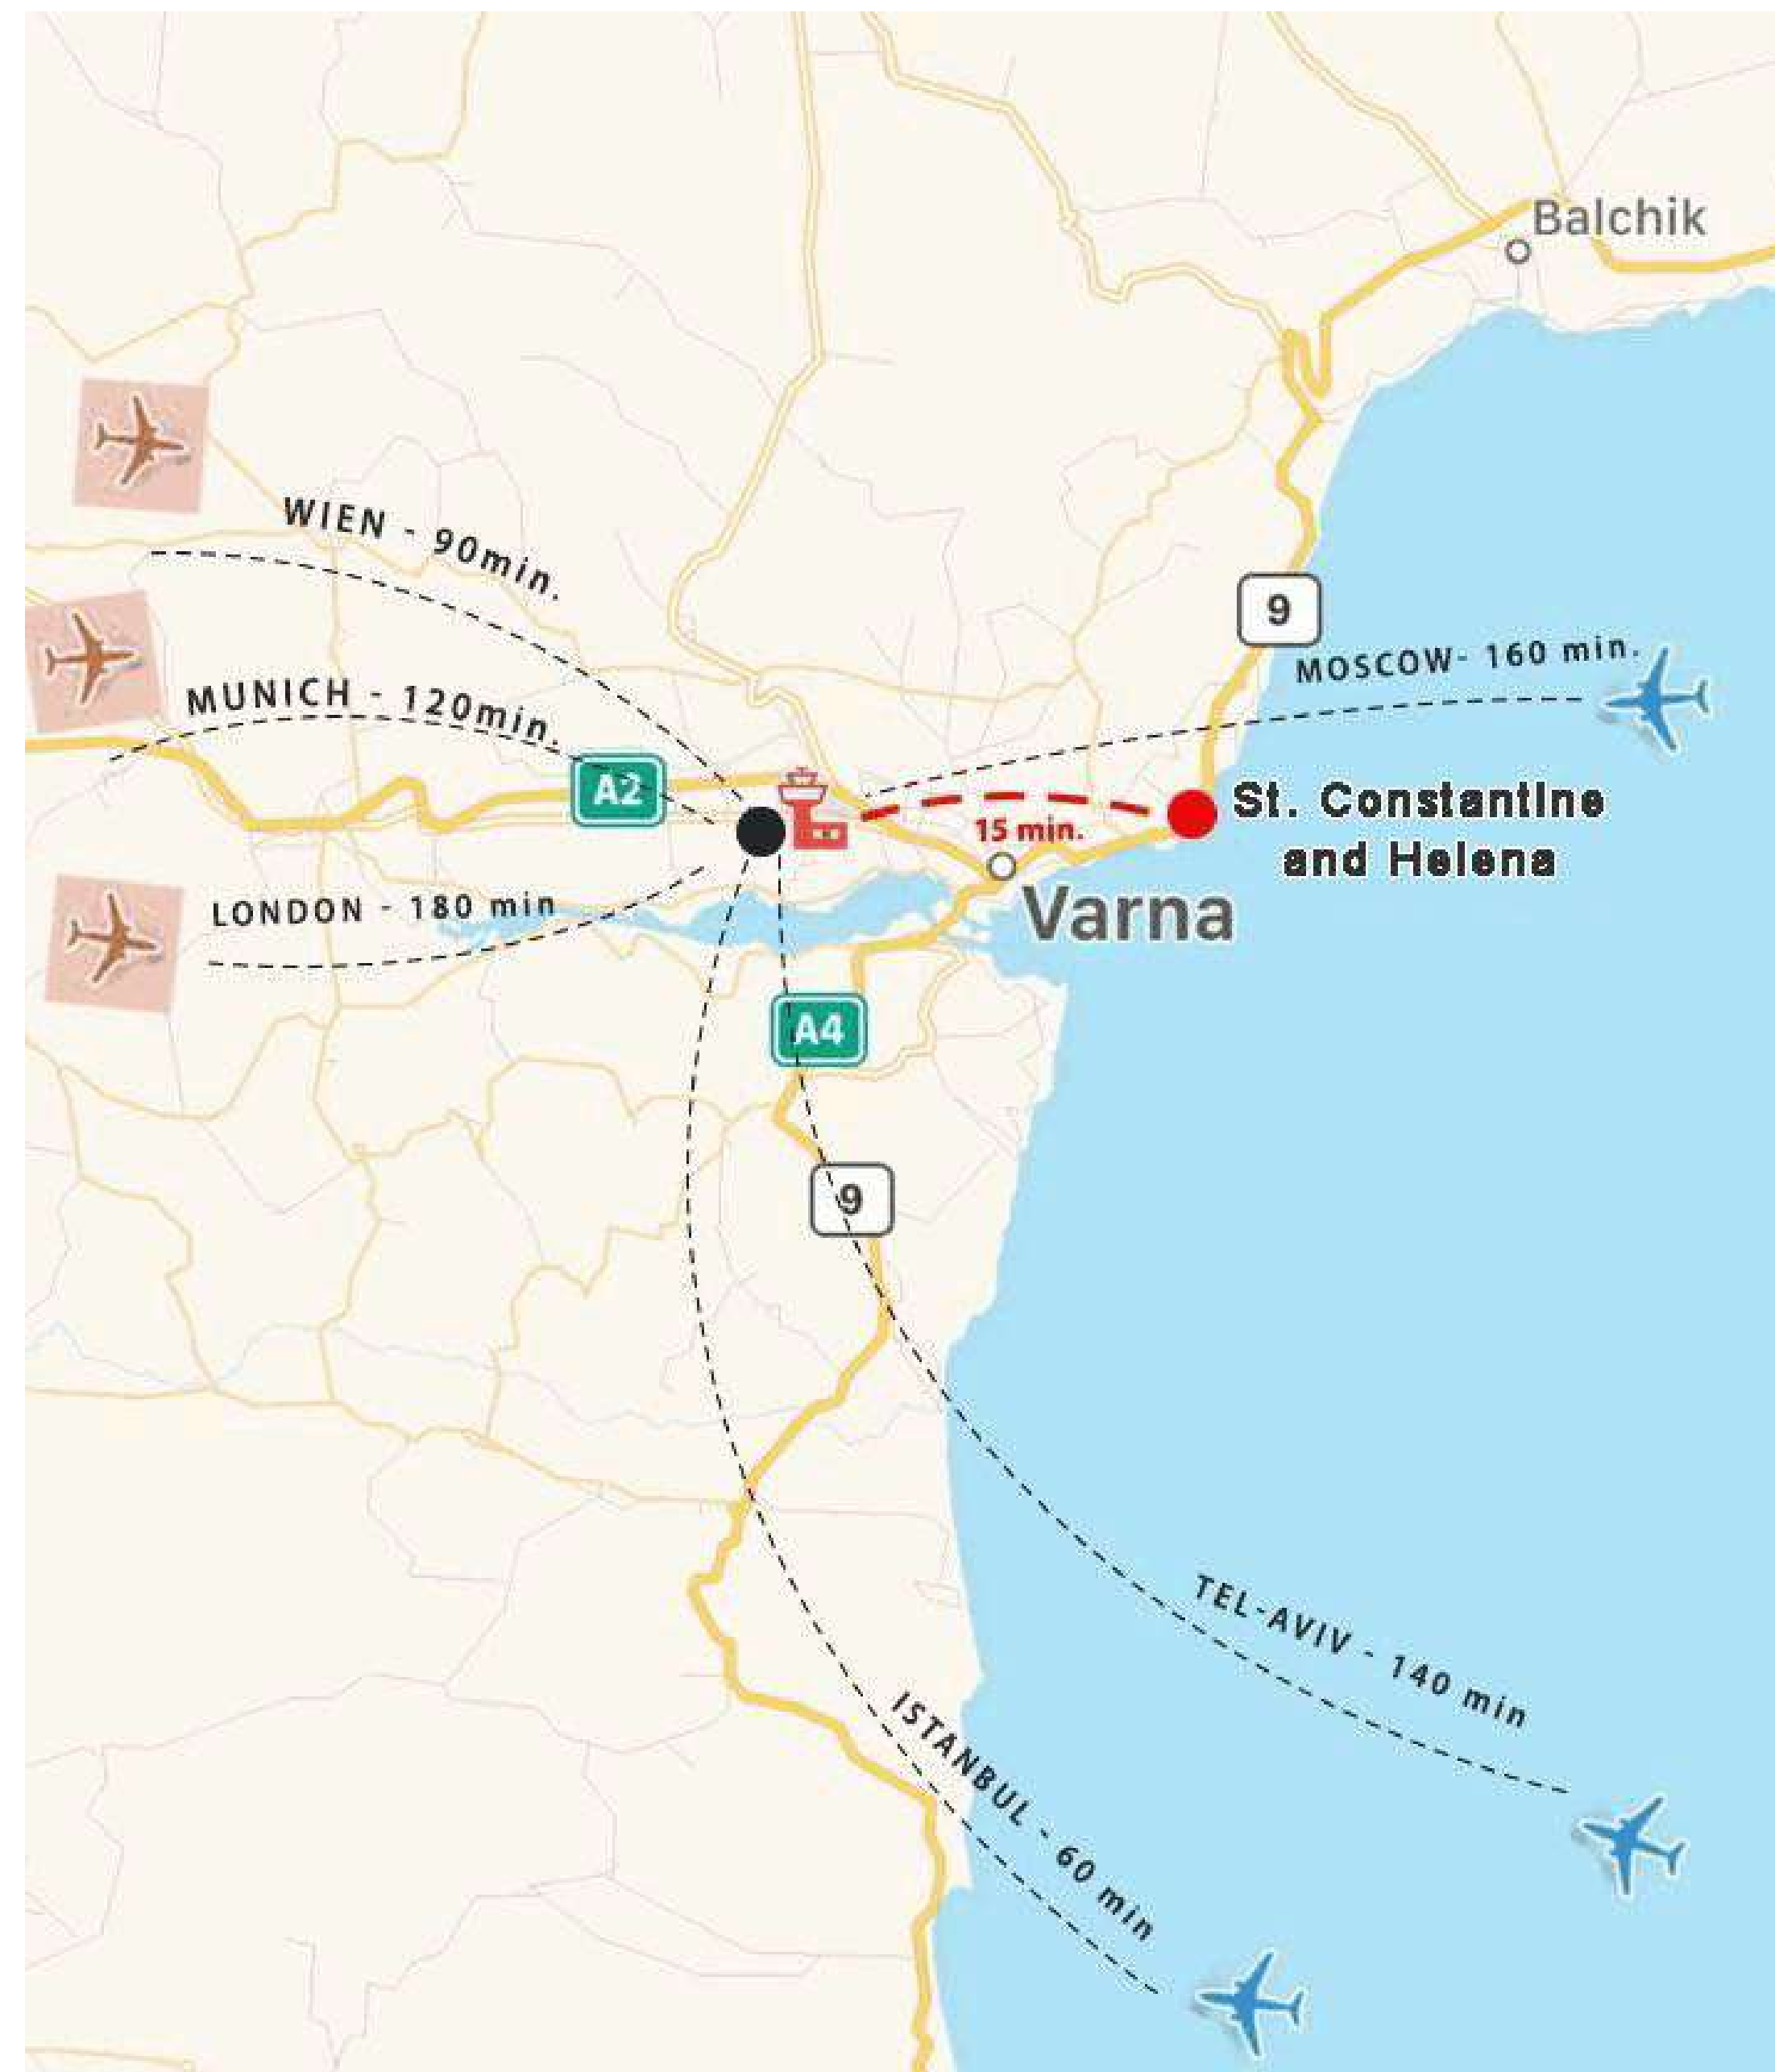 Balchik
WIEN - 90min.
9
MOSCOW- 160 min.
MUNICH - 120min.
A2
St. Constantine
and Helena
15 min.
Varna
LONDON - 180 min
A4
9
TEL-AVIV - 140 min
ISTANBUL - 60 min